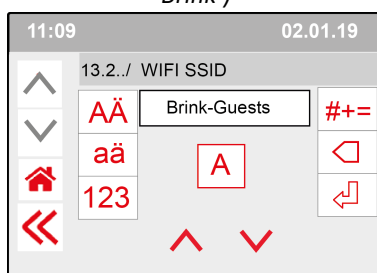 Brink )
11:09 02.01.19
13.2../ WIFI SSID
AÄ Brink-Guests #+=
aä A
123